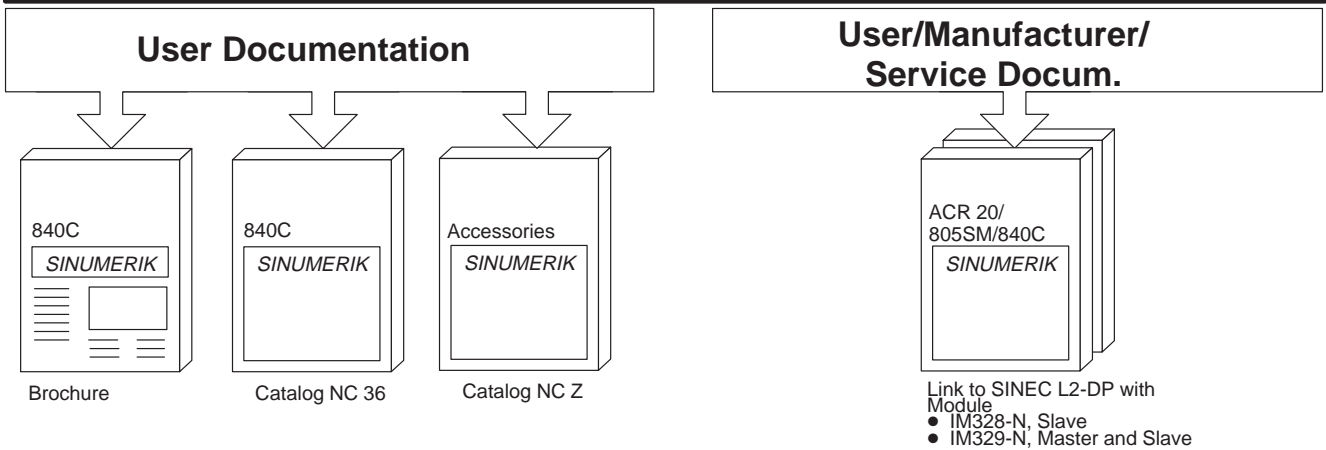 User Documentation
840C
SINUMERIK
Brochure
840C
SINUMERIK
Catalog NC 36
Accessories
SINUMERIK
Catalog NC Z
User/Manufacturer/
Service Docum.
ACR 20/
805SM/840C
SINUMERIK
Link to SINEC L2-DP with
Module
● IM328-N, Slave
● IM329-N, Master and Slave